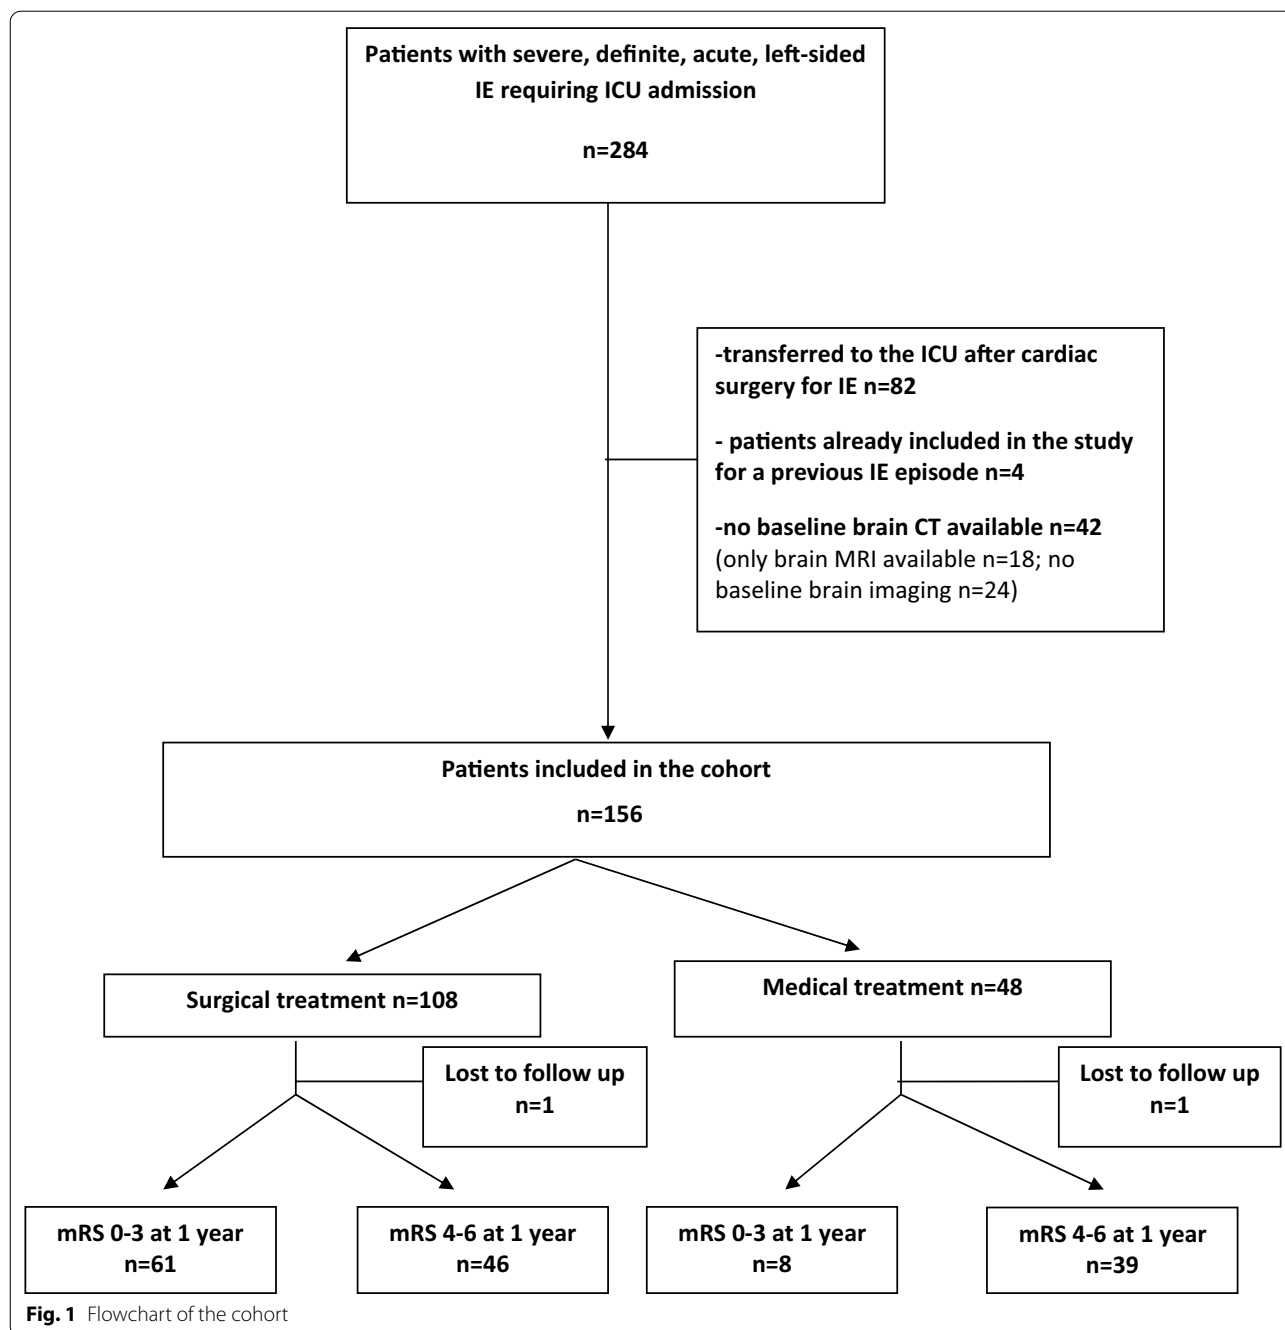 Patients with severe, definite, acute, left-sided
IE requiring ICU admission
n=284
-transferred to the ICU after cardiac
surgery for IE n=82
- patients already included in the study
for a previous IE episode n=4
-no baseline brain CT available n=42
(only brain MRI available n=18; no
baseline brain imaging n=24)
Patients included in the cohort
n=156
Surgical treatment n=108
Medical treatment n=48
Lost to follow up
n=1
Lost to follow up
n=1
mRS 0-3 at 1 year
n=61
mRS 4-6 at 1 year
n=46
mRS 0-3 at 1 year
n=8
mRS 4-6 at 1 year
n=39
Fig. 1 Flowchart of the cohort